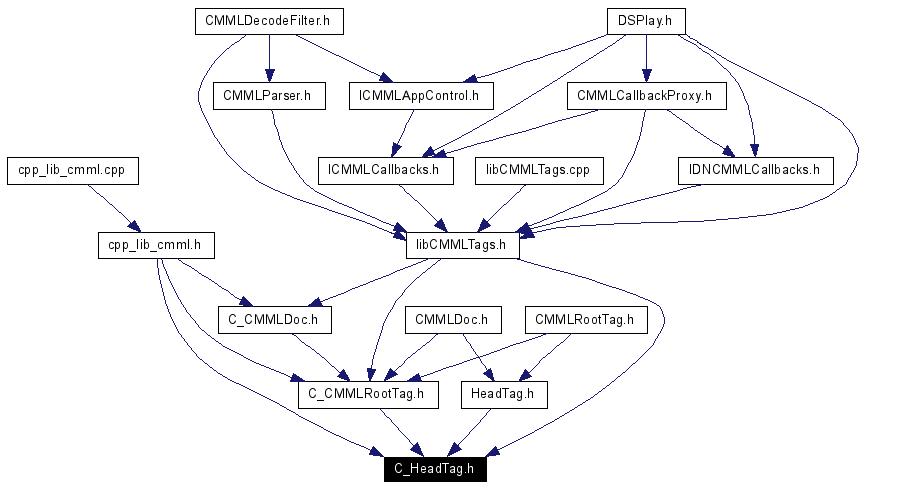 CMMLDecodeFilter.h
DSPlay.h
CMMLParser.h
ICMMLAppControl.h
CMMLCallbackProxy.h
cpp_lib_cmml.cpp
ICMMLCallbacks.h
libCMMLTags.cpp
IDNCMMLCallbacks.h
cpp_lib_cmml.h
libCMMLTags.h
C_CMMLDoc.h
CMMLDoc.h
CMMLRootTag.h
C_CMMLRootTag.h
HeadTag.h
C_HeadTag.h